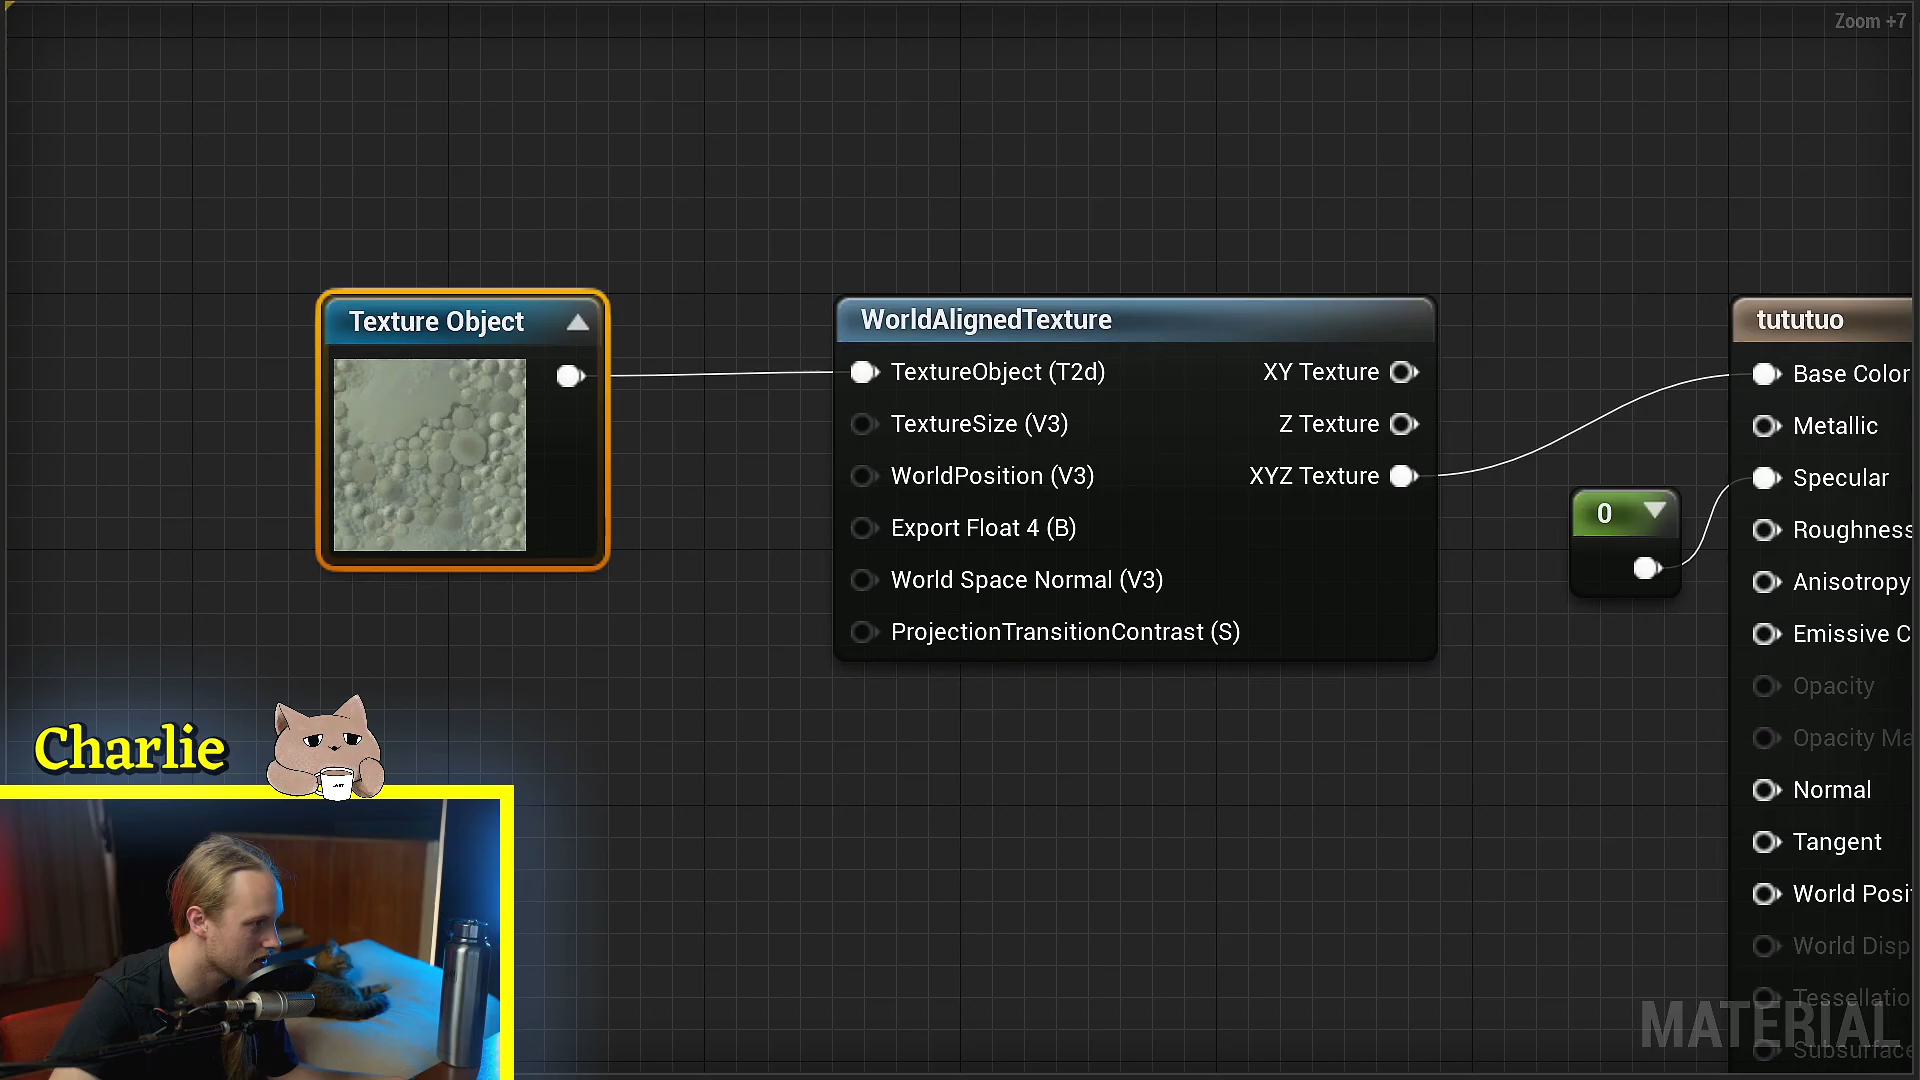 Zoom +7
Texture Object
WorldAlignedTexture
TextureObject (T2d)
TextureSize (V3)
WorldPosition (V3)
Export Float 4 (B)
World Space Normal (V3)
ProjectionTransitionContrast (S)
XY Texture
Z Texture
XYZ Texture
0
tututuo
Base Color
Metallic
Specular
Roughness
Anisotropy
Emissive C
Opacity
Opacity Ma
Normal
Tangent
World Posi
World Disp
Tessellatio
Subsurface
MATERIAL
Charlie